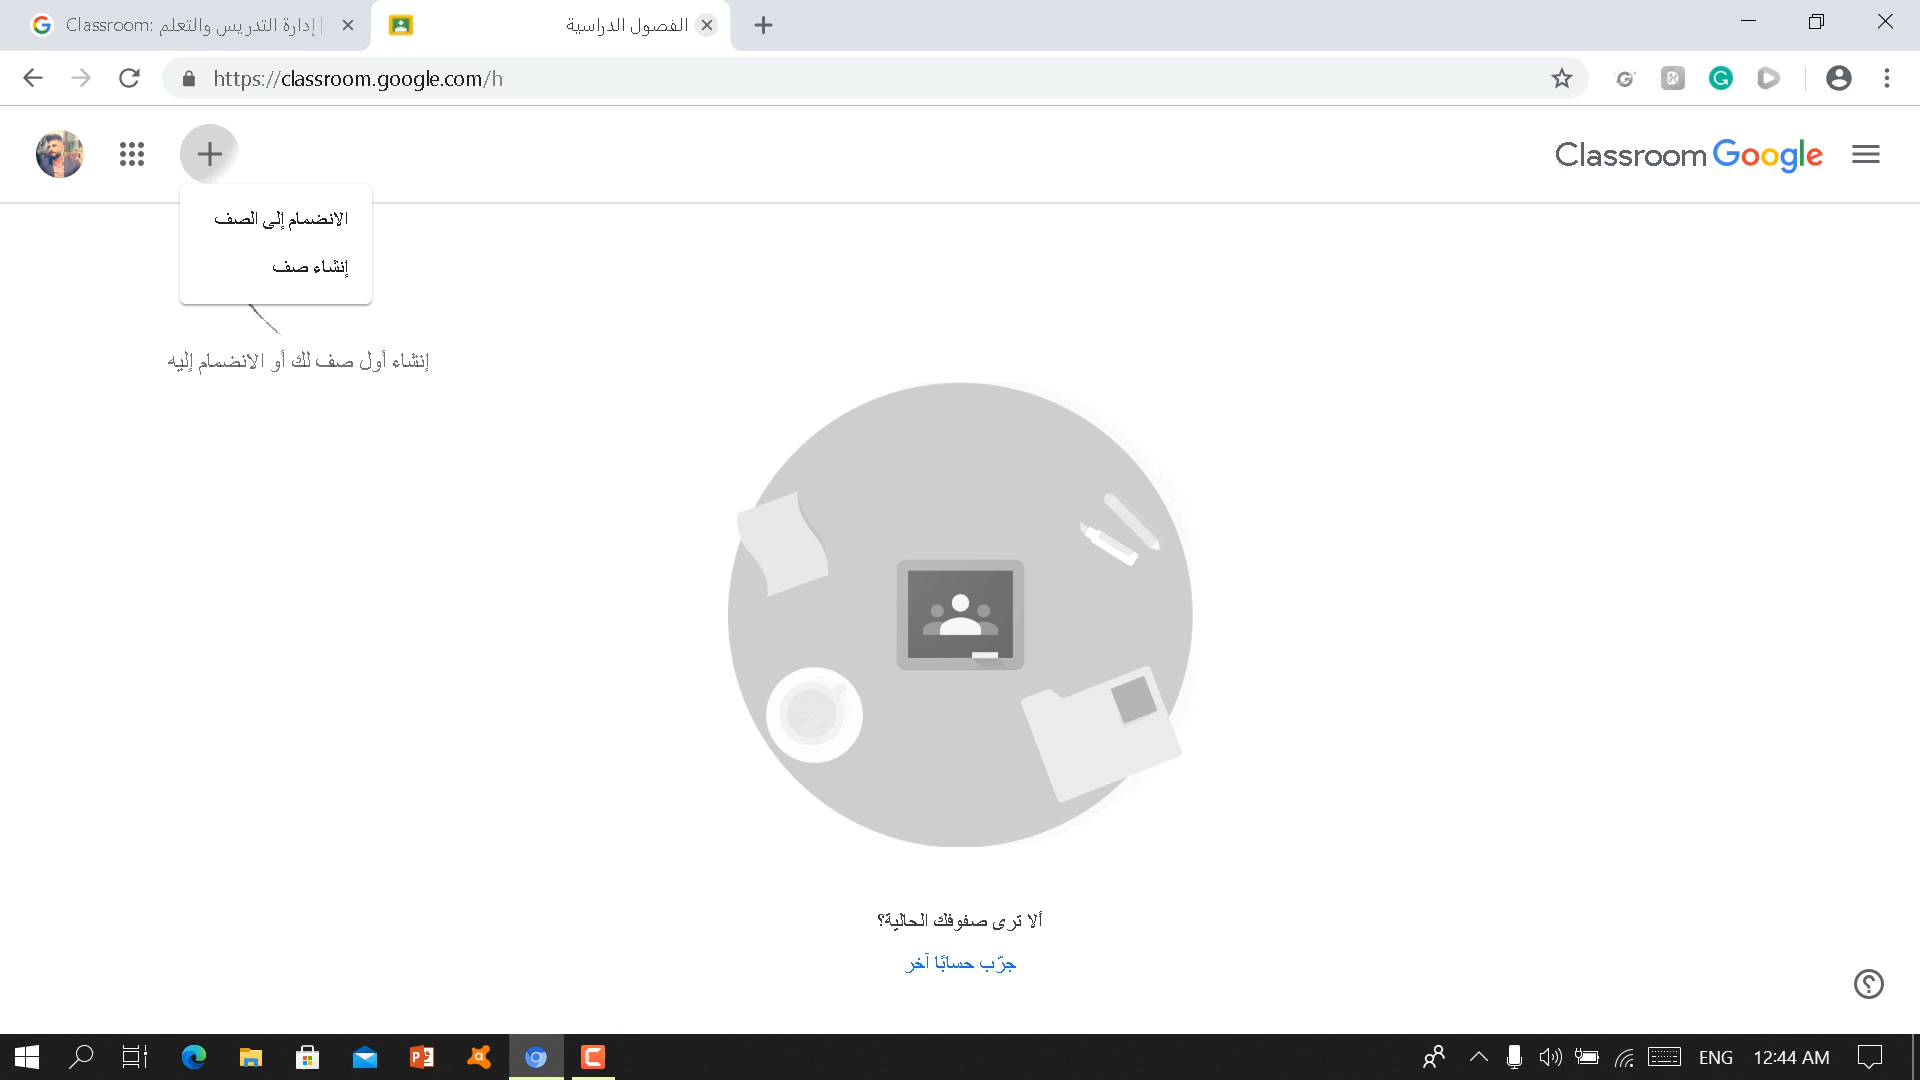 Classroom: إدارة التدريس والتعلم |
الفصول الدراسية
https://classroom.google.com/h
Classroom Google
الانضمام إلى الصف
إنشاء صف
إنشاء أول صف لك أو الانضمام إليه
ألا ترى صفوفك الحالية؟
جرّب حسابًا آخر
ENG
12:44 AM